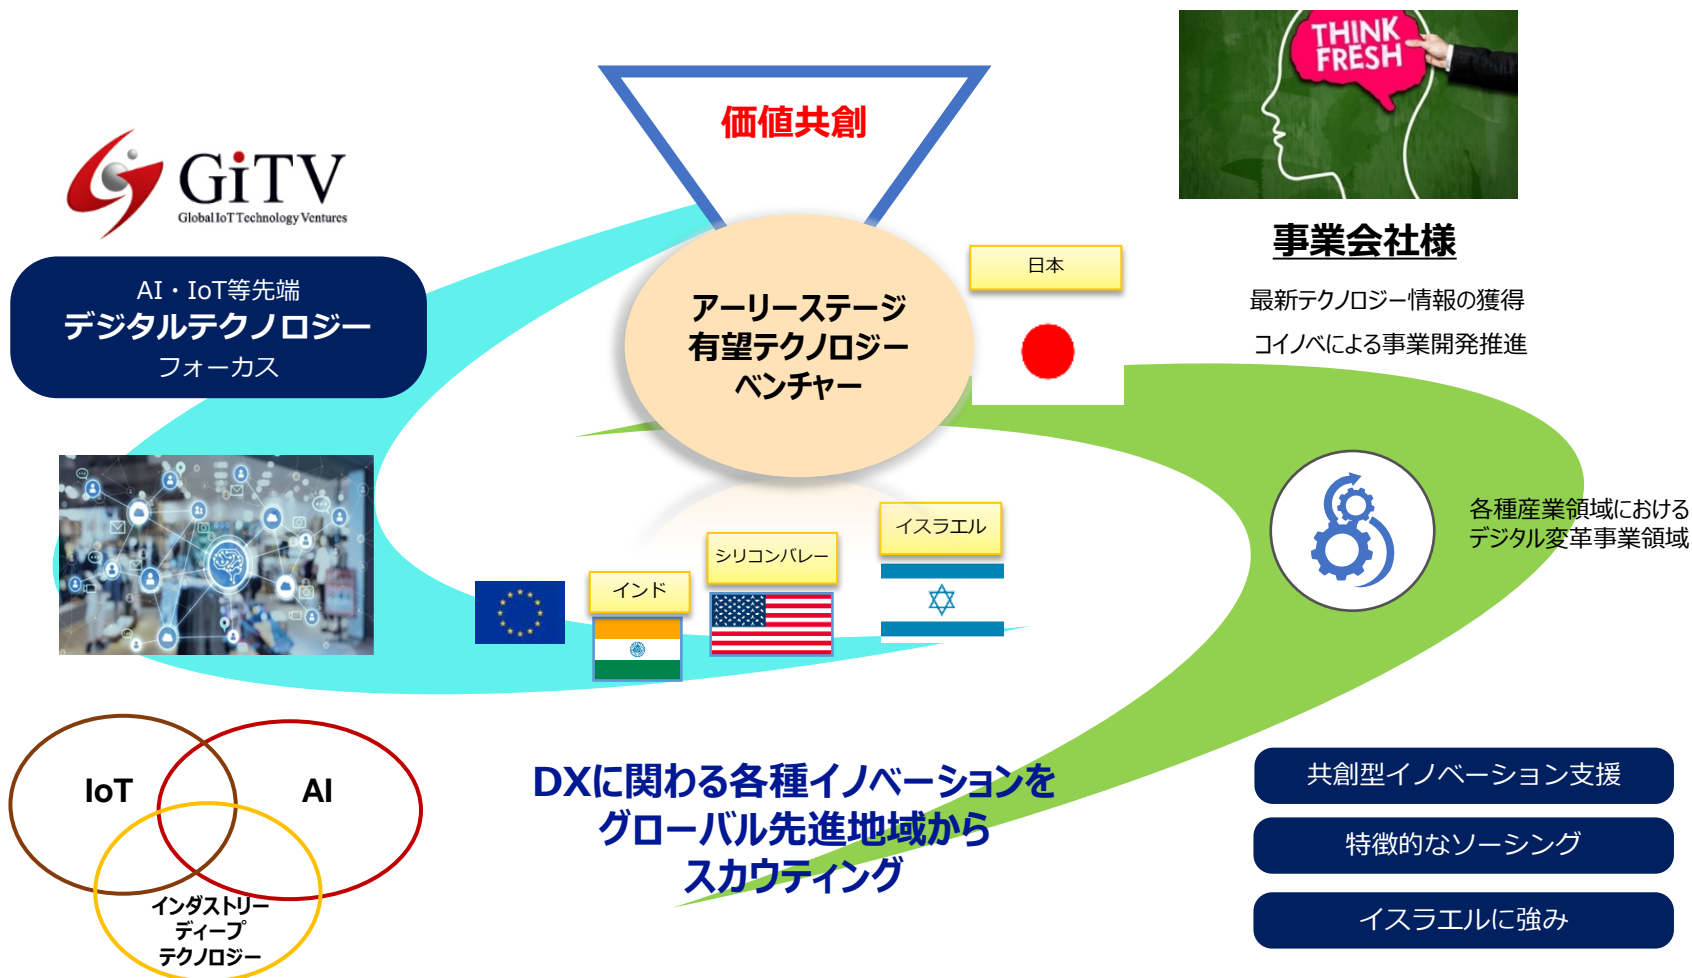 価値共創
THINK
FRESH
GiTV
Global IoT Technology Ventures
AI・IoT等先端
デジタルテクノロジー
フォーカス
アーリーステージ
有望テクノロジー
ベンチャー
日本
事業会社様
最新テクノロジー情報の獲得
コイノベによる事業開発推進
イスラエル
シリコンバレー
インド
各種産業領域における
デジタル変革事業領域
IoT
AI
インダストリー
ディープ
テクノロジー
DXに関わる各種イノベーションを
グローバル先進地域から
スカウティング
共創型イノベーション支援
特徴的なソーシング
イスラエルに強み